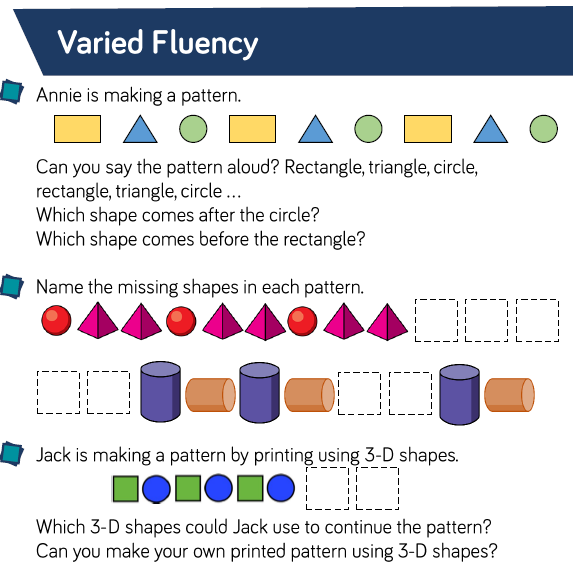 Varied Fluency
Annie is making a pattern.
Can you say the pattern aloud? Rectangle, triangle, circle,
rectangle, triangle, circle ...
Which shape comes after the circle?
Which shape comes before the rectangle?
Name the missing shapes in each pattern.
Jack is making a pattern by printing using 3-D shapes.
Which 3-D shapes could Jack use to continue the pattern?
Can you make your own printed pattern using 3-D shapes?